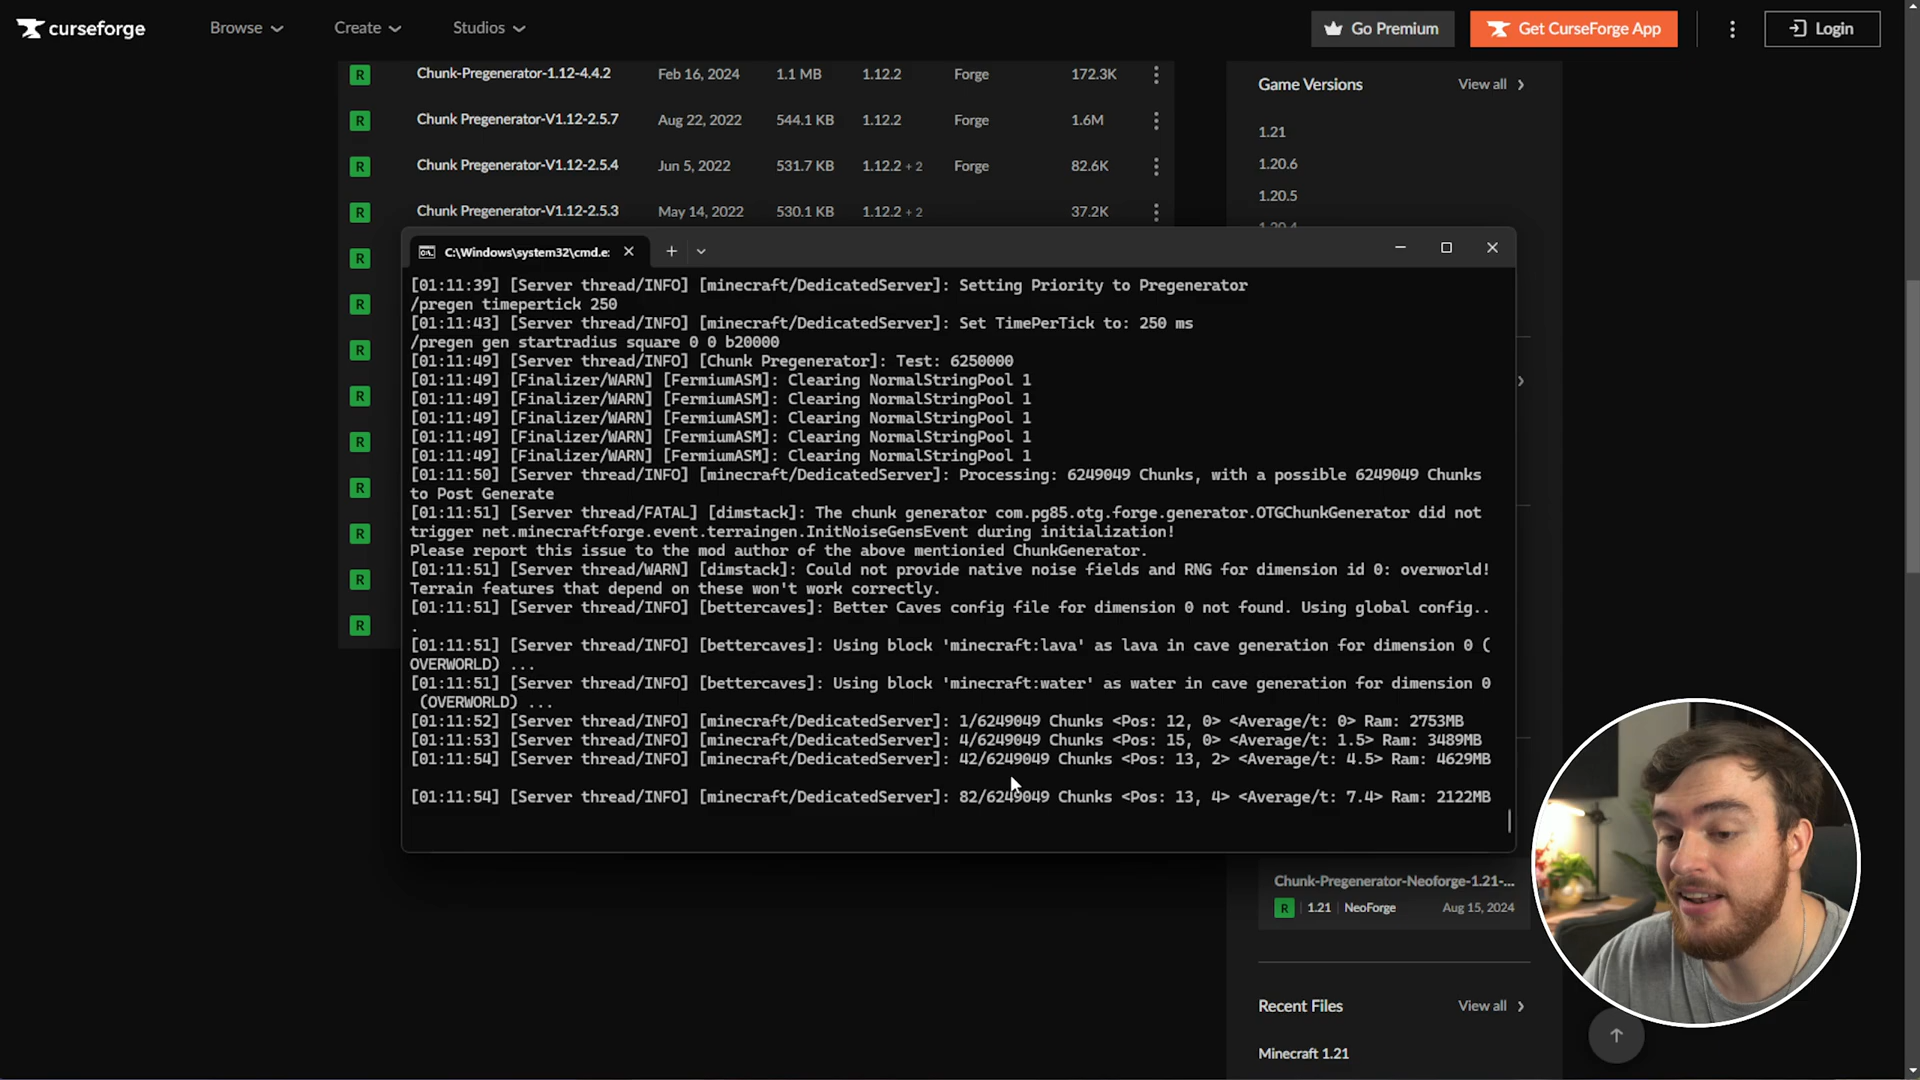 curseforge
Browse
Create
Studios
Go Premium
Get CurseForge App
Login
R Chunk-Pregenerator-1.12-4.4.2 Feb 16, 2024 1.1 MB 1.12.2 Forge 172.3K
R Chunk Pregenerator-V1.12-2.5.7 Aug 22, 2022 544.1 KB 1.12.2 Forge 1.6M
R Chunk Pregenerator-V1.12-2.5.4 Jun 5, 2022 531.7 KB 1.12.2 + 2 Forge 82.6K
R Chunk Pregenerator-V1.12-2.5.3 May 14, 2022 530.1 KB 1.12.2 + 2 37.2K
R
R
R
R
R
R
R
R
R
Game Versions View all
1.21
1.20.6
1.20.5
1.20.4
C:\Windows\system32\cmd.e:
[01:11:39] [Server thread/INFO] [minecraft/DedicatedServer]: Setting Priority to Pregenerator
/pregen timepertick 250
[01:11:43] [Server thread/INFO] [minecraft/DedicatedServer]: Set TimePerTick to: 250 ms
/pregen gen startradius square 0 0 b20000
[01:11:49] [Server thread/INFO] [Chunk Pregenerator]: Test: 6250000
[01:11:49] [Finalizer/WARN] [FermiumASM]: Clearing NormalStringPool 1
[01:11:49] [Finalizer/WARN] [FermiumASM]: Clearing NormalStringPool 1
[01:11:49] [Finalizer/WARN] [FermiumASM]: Clearing NormalStringPool 1
[01:11:49] [Finalizer/WARN] [FermiumASM]: Clearing NormalStringPool 1
[01:11:49] [Finalizer/WARN] [FermiumASM]: Clearing NormalStringPool 1
[01:11:50] [Server thread/INFO] [minecraft/DedicatedServer]: Processing: 6249049 Chunks, with a possible 6249049 Chunks
to Post Generate
[01:11:51] [Server thread/FATAL] [dimstack]: The chunk generator com.pg85.otg.forge.generator.OTGChunkGenerator did not
trigger net.minecraftforge.event.terraingen.InitNoiseGensEvent during initialization!
Please report this issue to the mod author of the above mentionied ChunkGenerator.
[01:11:51] [Server thread/WARN] [dimstack]: Could not provide native noise fields and RNG for dimension id 0: overworld!
Terrain features that depend on these won't work correctly.
[01:11:51] [Server thread/INFO] [bettercaves]: Better Caves config file for dimension 0 not found. Using global config..
.
[01:11:51] [Server thread/INFO] [bettercaves]: Using block 'minecraft:lava' as lava in cave generation for dimension 0 (
OVERWORLD) ...
[01:11:51] [Server thread/INFO] [bettercaves]: Using block 'minecraft:water' as water in cave generation for dimension 0
(OVERWORLD) ...
[01:11:52] [Server thread/INFO] [minecraft/DedicatedServer]: 1/6249049 Chunks <Pos: 12, 0> <Average/t: 0> Ram: 2753MB
[01:11:53] [Server thread/INFO] [minecraft/DedicatedServer]: 4/6249049 Chunks <Pos: 15, 0> <Average/t: 1.5> Ram: 3489MB
[01:11:54] [Server thread/INFO] [minecraft/DedicatedServer]: 42/6249049 Chunks <Pos: 13, 2> <Average/t: 4.5> Ram: 4629MB
[01:11:54] [Server thread/INFO] [minecraft/DedicatedServer]: 82/6249049 Chunks <Pos: 13, 4> <Average/t: 7.4> Ram: 2122MB
Chunk-Pregenerator-Neoforge-1.21-...
R 1.21 NeoForge Aug 15, 2024
Recent Files View all
Minecraft 1.21